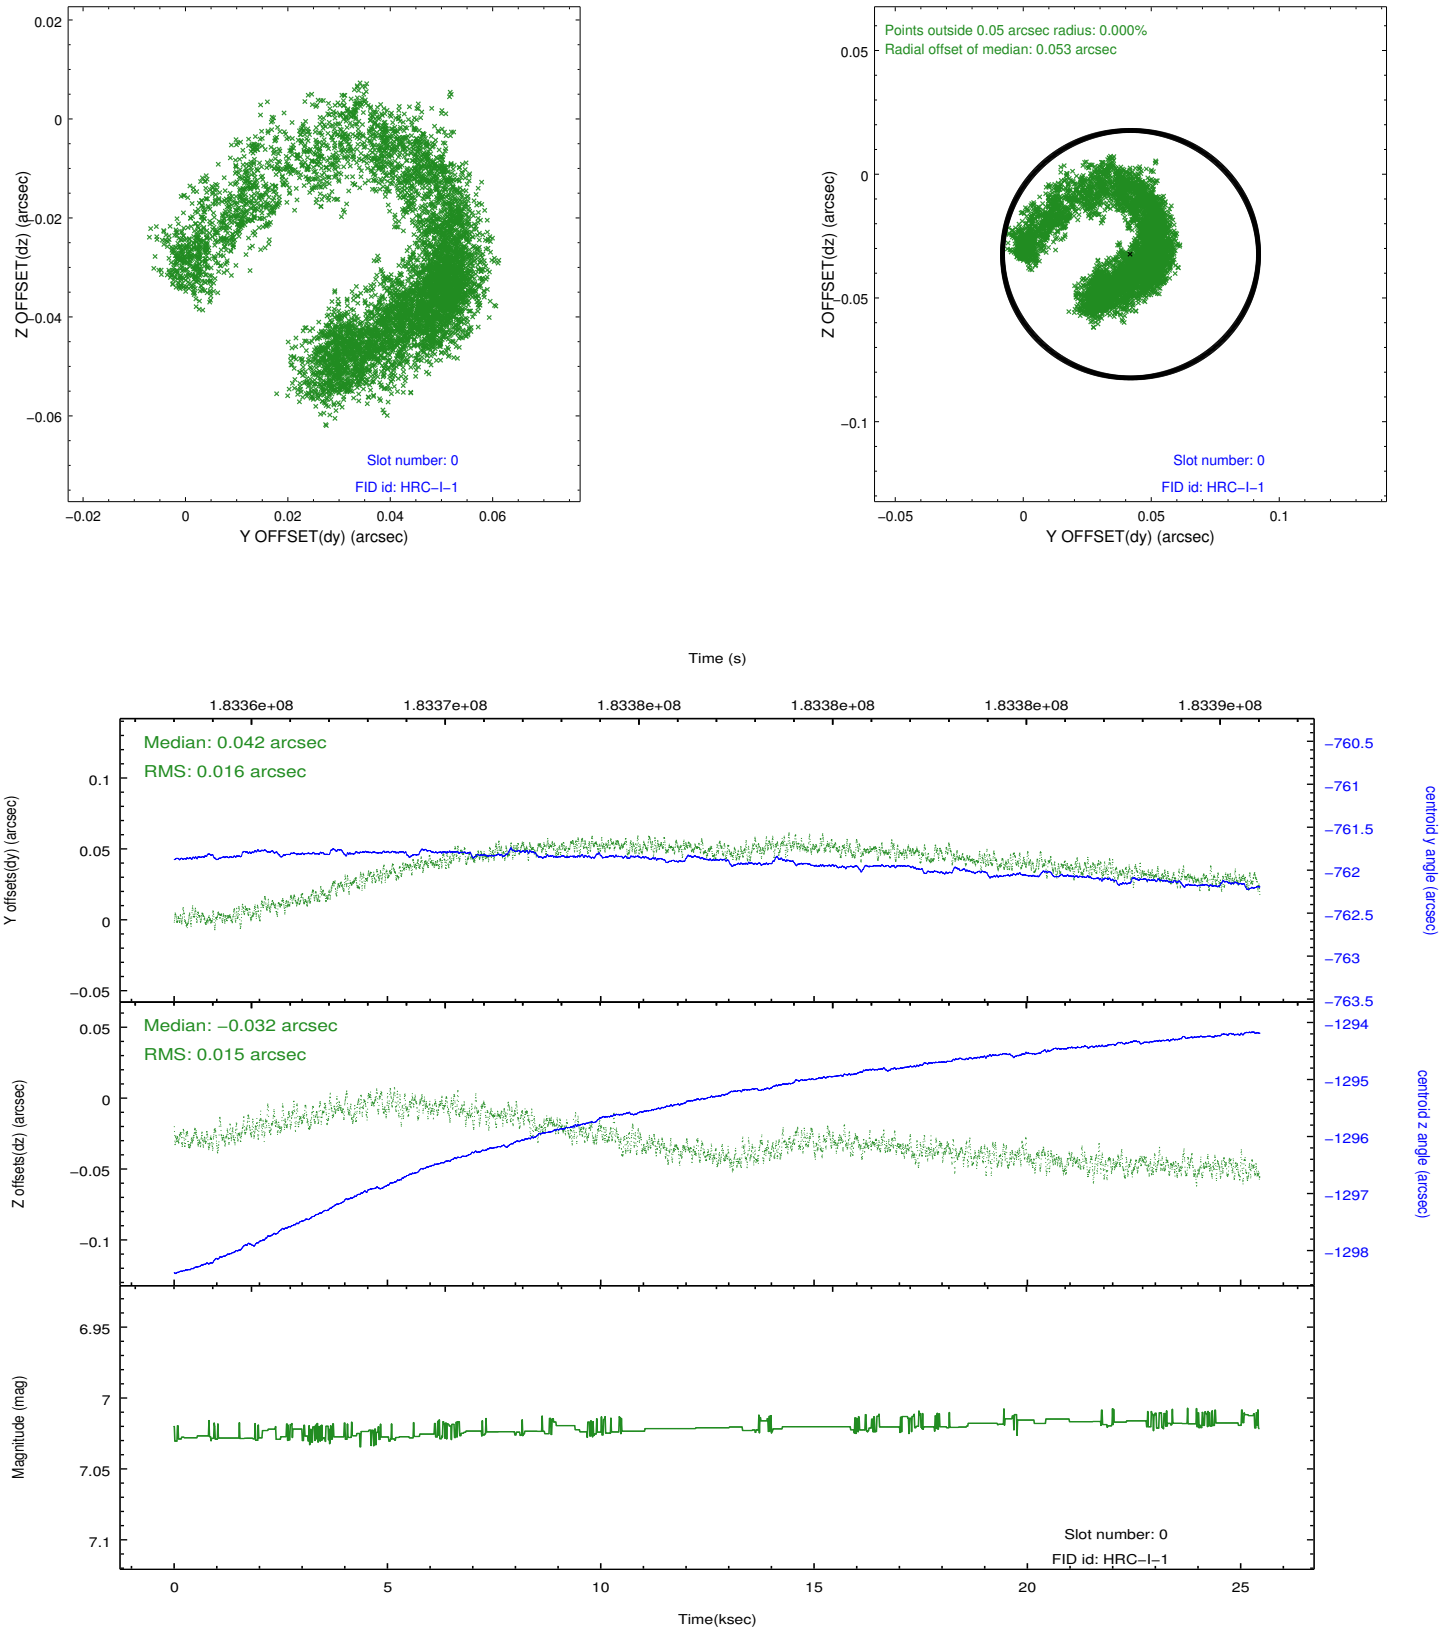 0.02
0
−0.02
−0.04
−0.06
Z OFFSET(dz) (arcsec)
Slot number: 0
FID id: HRC−I−1
−0.02
0
0.02
0.04
0.06
Y OFFSET(dy) (arcsec)
Points outside 0.05 arcsec radius: 0.000%
Radial offset of median: 0.053 arcsec
0.05
0
−0.05
−0.1
Z OFFSET(dz) (arcsec)
Slot number: 0
FID id: HRC−I−1
−0.05
0
0.05
0.1
Y OFFSET(dy) (arcsec)
Time (s)
1.8336e+08
1.8337e+08
1.8338e+08
1.8338e+08
1.8338e+08
1.8339e+08
Median: 0.042 arcsec
RMS: 0.016 arcsec
0.1
0.05
0
−0.05
Y offsets(dy) (arcsec)
−760.5
−761
−761.5
−762
−762.5
−763
−763.5
centroid y angle (arcsec)
Median: −0.032 arcsec
RMS: 0.015 arcsec
0.05
0
−0.05
−0.1
Z offsets(dz) (arcsec)
−1294
−1295
−1296
−1297
−1298
centroid z angle (arcsec)
6.95
7
7.05
7.1
Magnitude (mag)
Slot number: 0
FID id: HRC−I−1
0
5
10
15
20
25
Time(ksec)